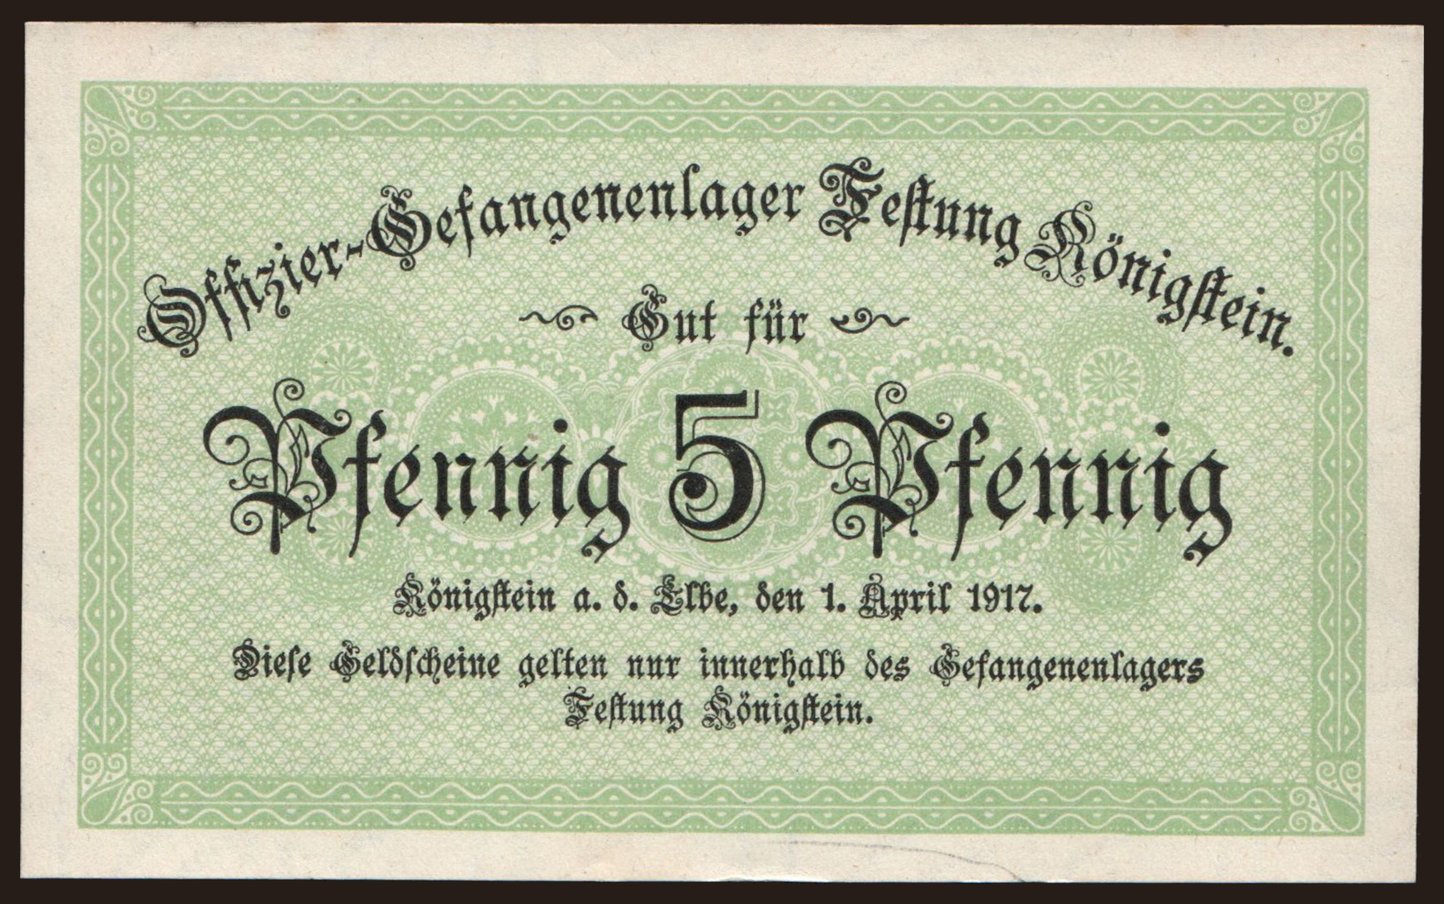 Offizier-Gefangenenlager Festung Königstein.
Gut für
Pfennig 5 Pfennig
Königstein a. d. Elbe, den 1. April 1917.
Diese Geldscheine gelten nur innerhalb des Gefangenenlagers
Festung Königstein.